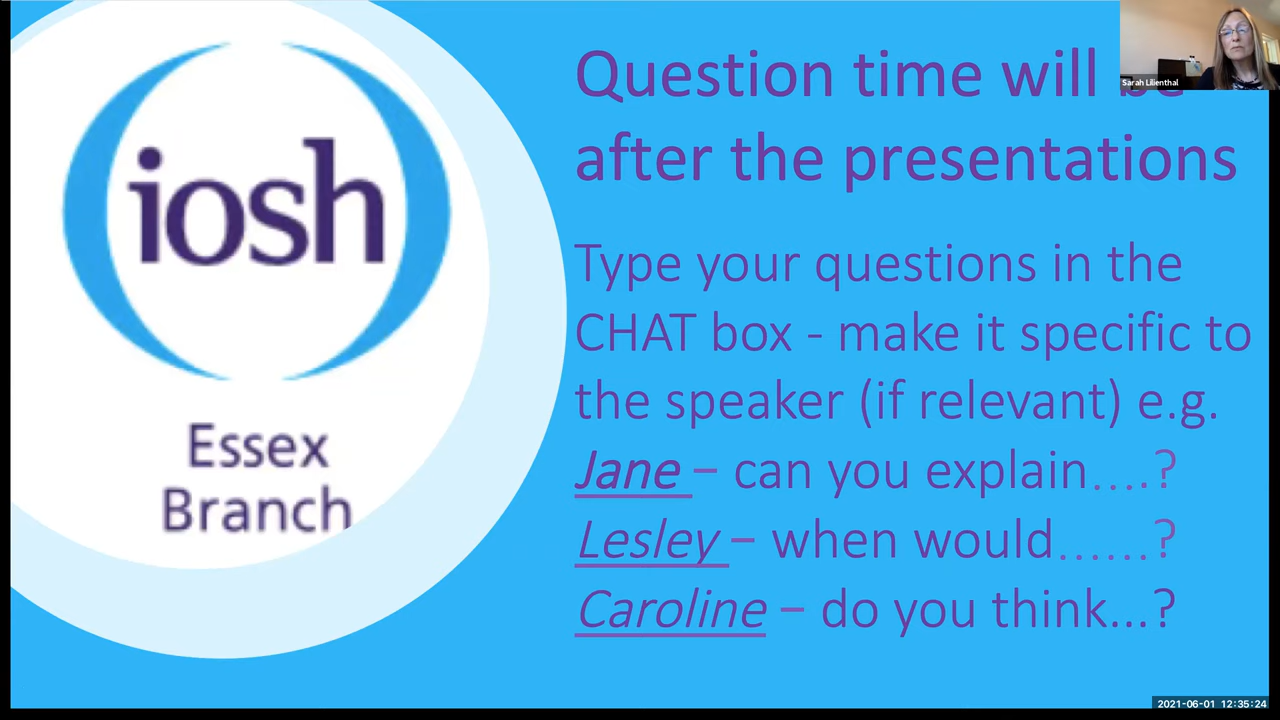 iosh
Essex
Branch
Question time will be
after the presentations
Type your questions in the
CHAT box - make it specific to
the speaker (if relevant) e.g.
Jane – can you explain….?
Lesley – when would……?
Caroline – do you think...?
Sarah Lilienthal
2021-06-01 12:35:24